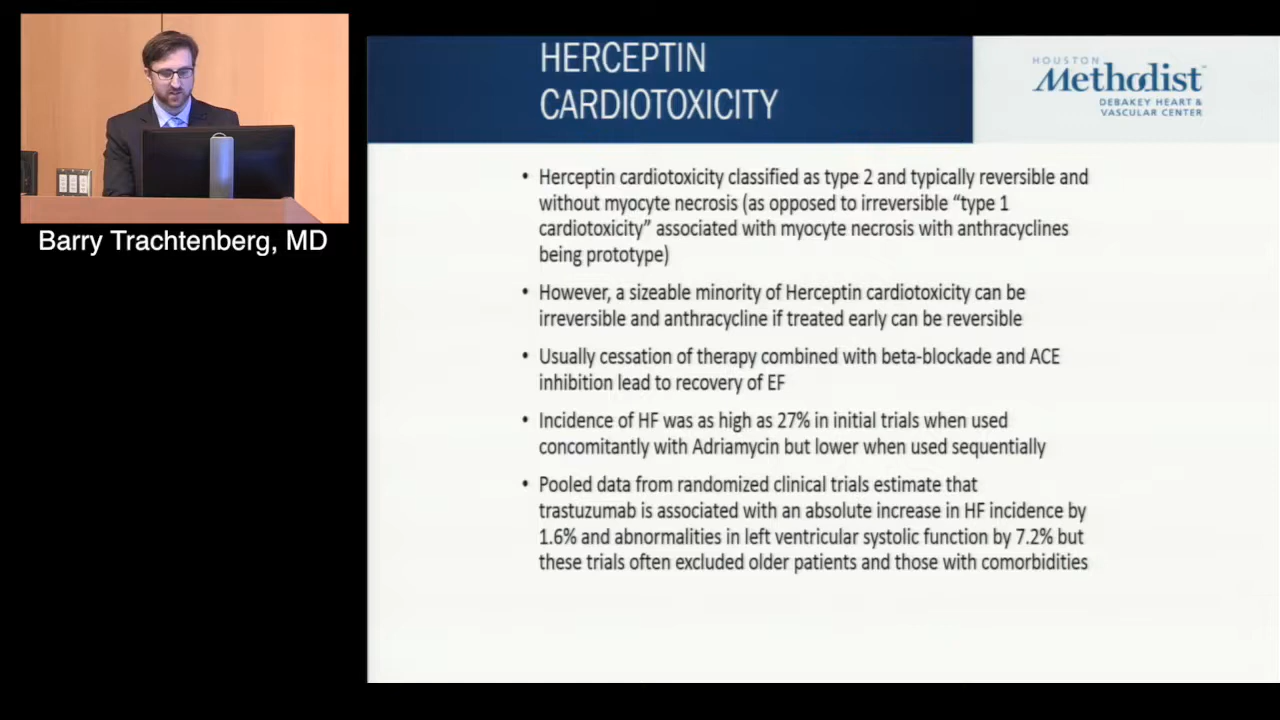 Barry Trachtenberg, MD
HERCEPTIN
CARDIOTOXICITY
HOUSTON
Methodist
DEBAKEY HEART &
VASCULAR CENTER
• Herceptin cardiotoxicity classified as type 2 and typically reversible and
without myocyte necrosis (as opposed to irreversible “type 1
cardiotoxicity” associated with myocyte necrosis with anthracyclines
being prototype)
• However, a sizeable minority of Herceptin cardiotoxicity can be
irreversible and anthracycline if treated early can be reversible
• Usually cessation of therapy combined with beta-blockade and ACE
inhibition lead to recovery of EF
• Incidence of HF was as high as 27% in initial trials when used
concomitantly with Adriamycin but lower when used sequentially
• Pooled data from randomized clinical trials estimate that
trastuzumab is associated with an absolute increase in HF incidence by
1.6% and abnormalities in left ventricular systolic function by 7.2% but
these trials often excluded older patients and those with comorbidities